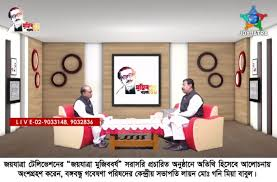 JOYJATRA
মুজিব
L I V E-02-9033148, 9032836
জয়যাত্রা টেলিভিশনের “জয়যাত্রা মুজিববর্ষ” সরাসরি প্রচারিত অনুষ্ঠানে অতিথি হিসেবে আলোচনায়
অংশগ্রহণ করেন, বঙ্গবন্ধু গবেষণা পরিষদের কেন্দ্রীয় সভাপতি লায়ন মোঃ গনি মিয়া বাবুল।